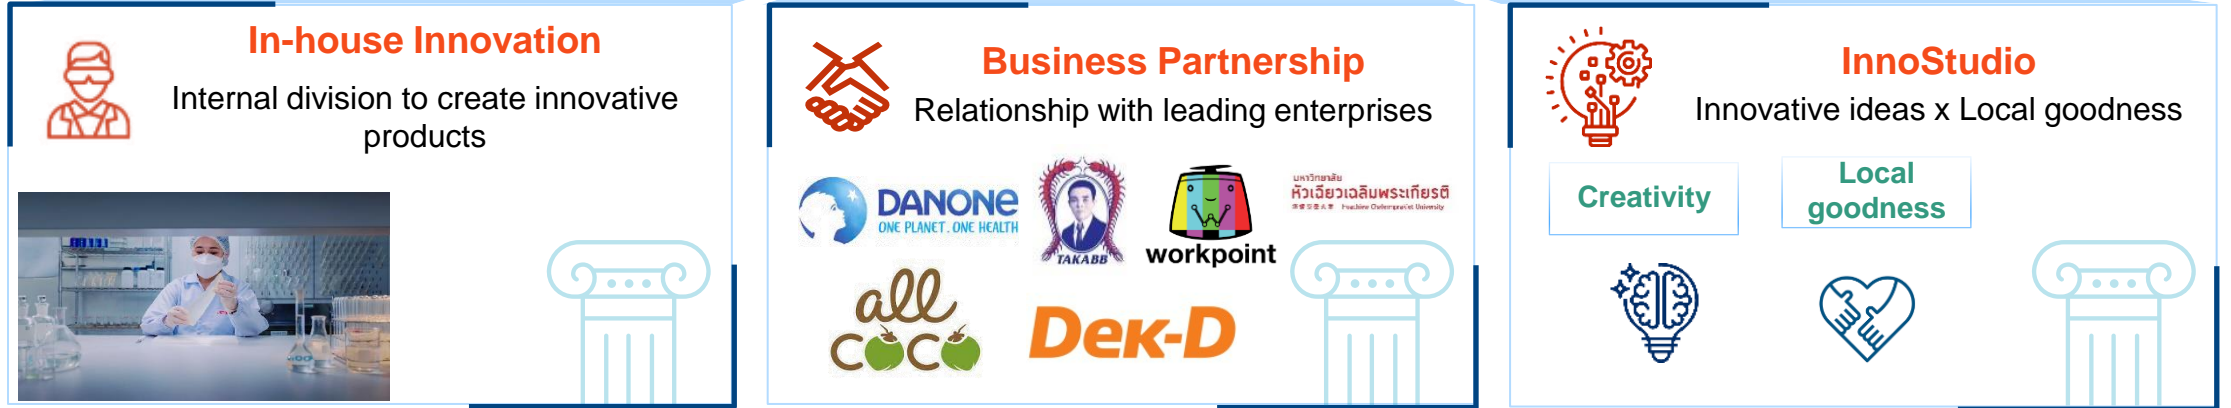 In-house Innovation
Internal division to create innovative
products
Business Partnership
Relationship with leading enterprises
DANONE
ONE PLANET. ONE HEALTH
TAKABB
workpoint
มหาวิทยาลัย
หัวเฉียวเฉลิมพระเกียรติ
Huachiew Chalermprakiet University
all
COCO
Dek-D
InnoStudio
Innovative ideas x Local goodness
Creativity
Local
goodness